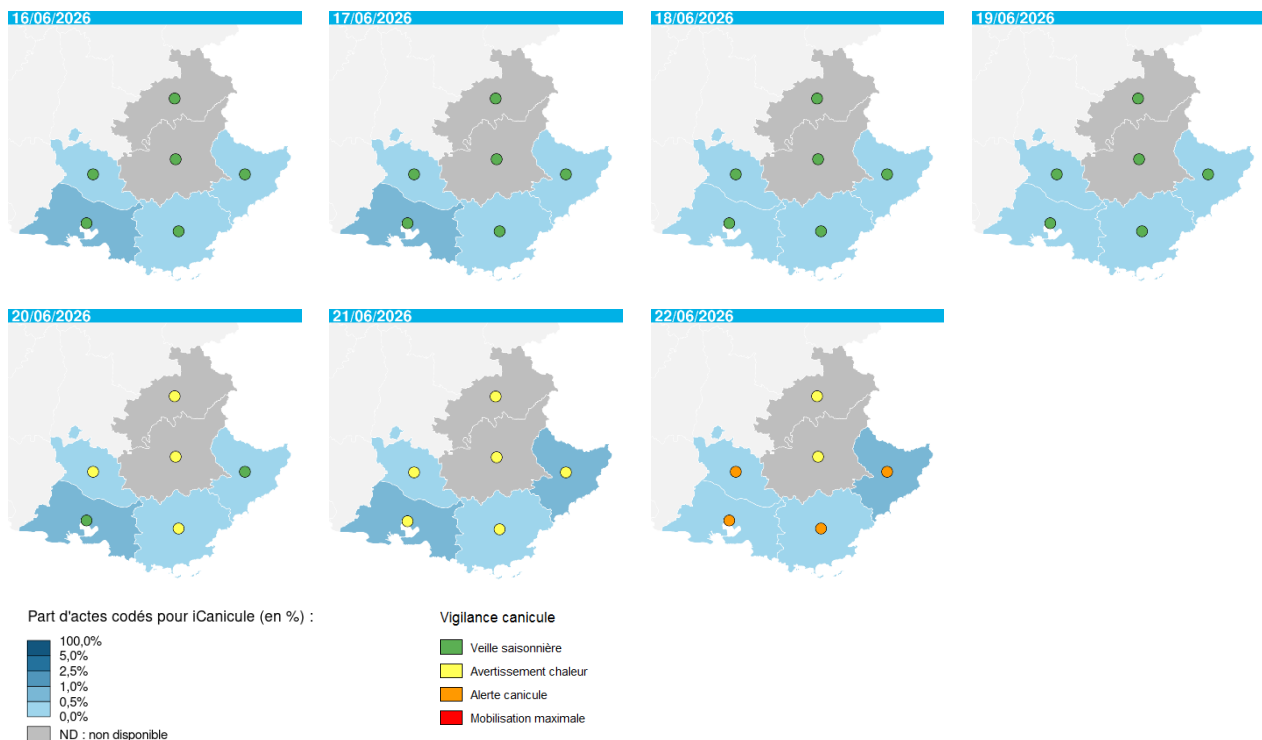 16/06/2026
17/06/2026
18/06/2026
19/06/2026
20/06/2026
21/06/2026
22/06/2026
Part d'actes codés pour iCanicule (en %) :
100,0%
5,0%
2,5%
1,0%
0,5%
0,0%
ND : non disponible
Vigilance canicule
Veille saisonnière
Avertissement chaleur
Alerte canicule
Mobilisation maximale